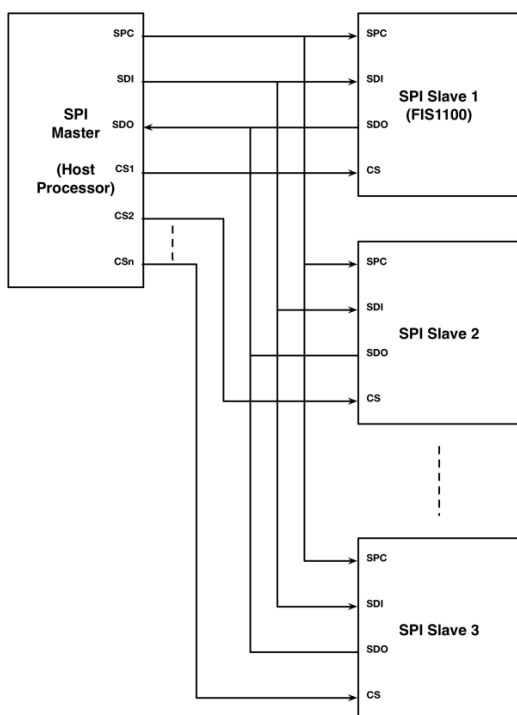 SPC
SDI
SPI
Master
SDO
(Host
Processor)
CS1
CS2
CSn
SPC
SDI
SPI Slave 1
(FIS1100)
SDO
CS
SPC
SDI
SPI Slave 2
SDO
CS
SPC
SDI
SPI Slave 3
SDO
CS